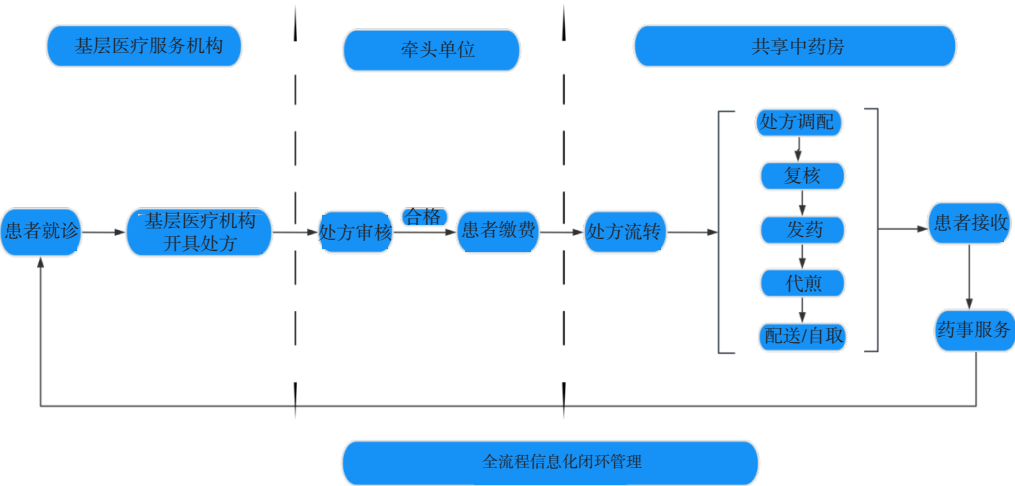 基层医疗服务机构
牵头单位
共享中药房
患者就诊
基层医疗机构
开具处方
处方审核
合格
患者缴费
处方流转
处方调配
复核
发药
代煎
配送/自取
患者接收
药事服务
全流程信息化闭环管理